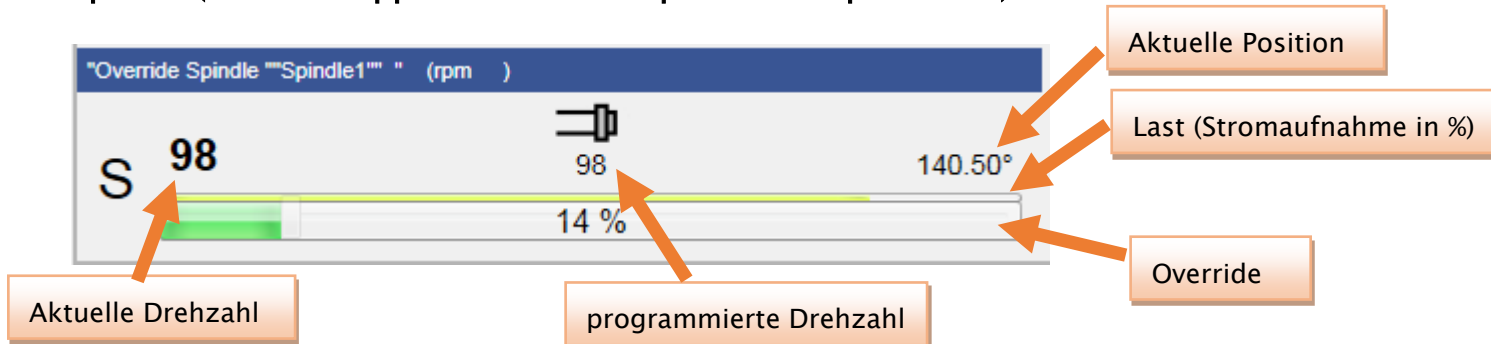 "Override Spindle ""Spindle1"" " (rpm )
Aktuelle Position
Last (Stromaufnahme in %)
S
98
98
140.50°
14 %
Override
Aktuelle Drehzahl
programmierte Drehzahl